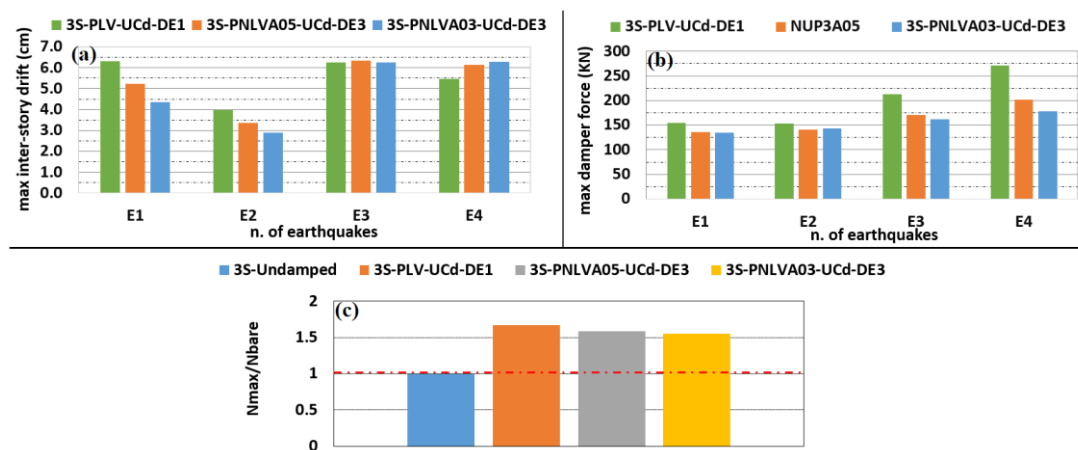 3S-PLV-UCd-DE1 3S-PNLVA05-UCd-DE3 3S-PNLVA03-UCd-DE3
(a)
max inter-story drift (cm)
7.0
6.0
5.0
4.0
3.0
2.0
1.0
0.0
E1 E2 E3 E4
n. of earthquakes
3S-PLV-UCd-DE1 NUP3A05 3S-PNLVA03-UCd-DE3
(b)
max damper force (KN)
300
250
200
150
100
50
0
E1 E2 E3 E4
n. of earthquakes
3S-Undamped 3S-PLV-UCd-DE1 3S-PNLVA05-UCd-DE3 3S-PNLVA03-UCd-DE3
(c)
Nmax/Nbare
2
1.5
1
0.5
0